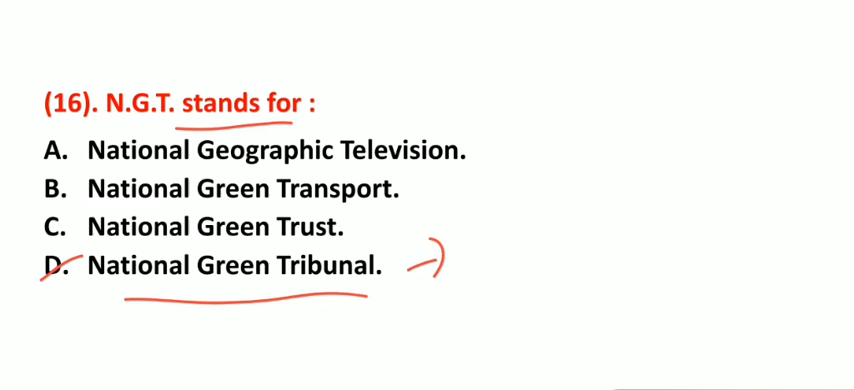 (16). N.G.T. stands for :
A. National Geographic Television.
B. National Green Transport.
C. National Green Trust.
D. National Green Tribunal.